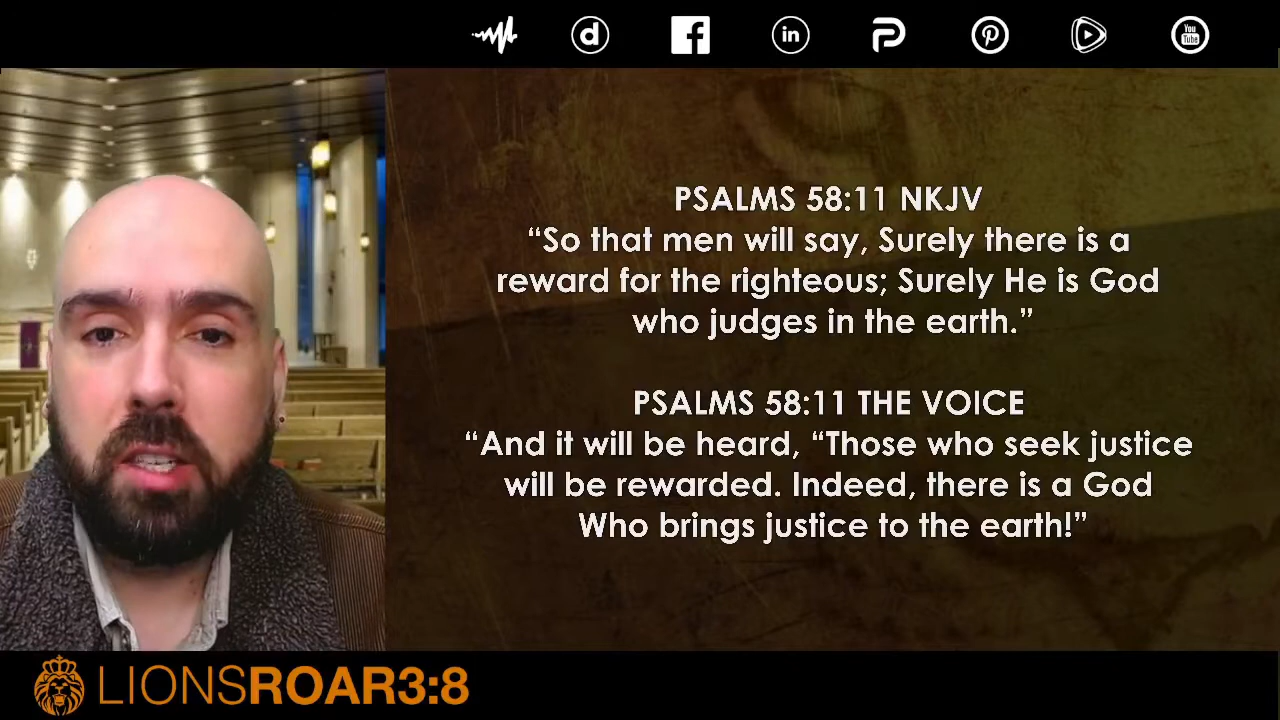 You
Tube
PSALMS 58:11 NKJV
“So that men will say, Surely there is a
reward for the righteous; Surely He is God
who judges in the earth.”
PSALMS 58:11 THE VOICE
“And it will be heard, “Those who seek justice
will be rewarded. Indeed, there is a God
Who brings justice to the earth!”
LIONSROAR3:8